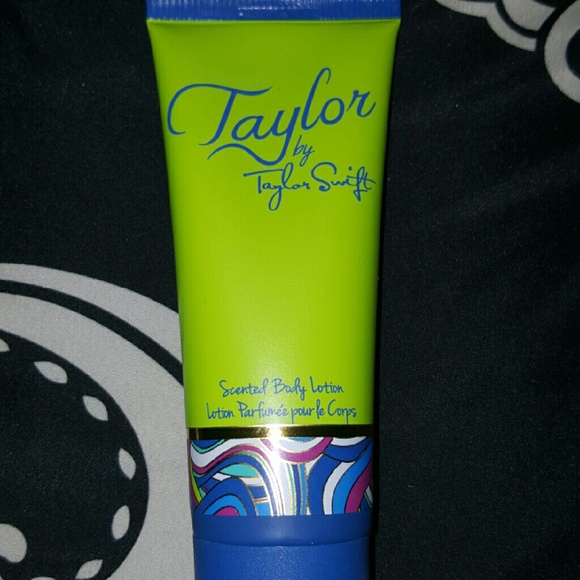 Taylor
by
Taylor Swift
Scented Body Lotion
Lotion Parfumée pour le Corps